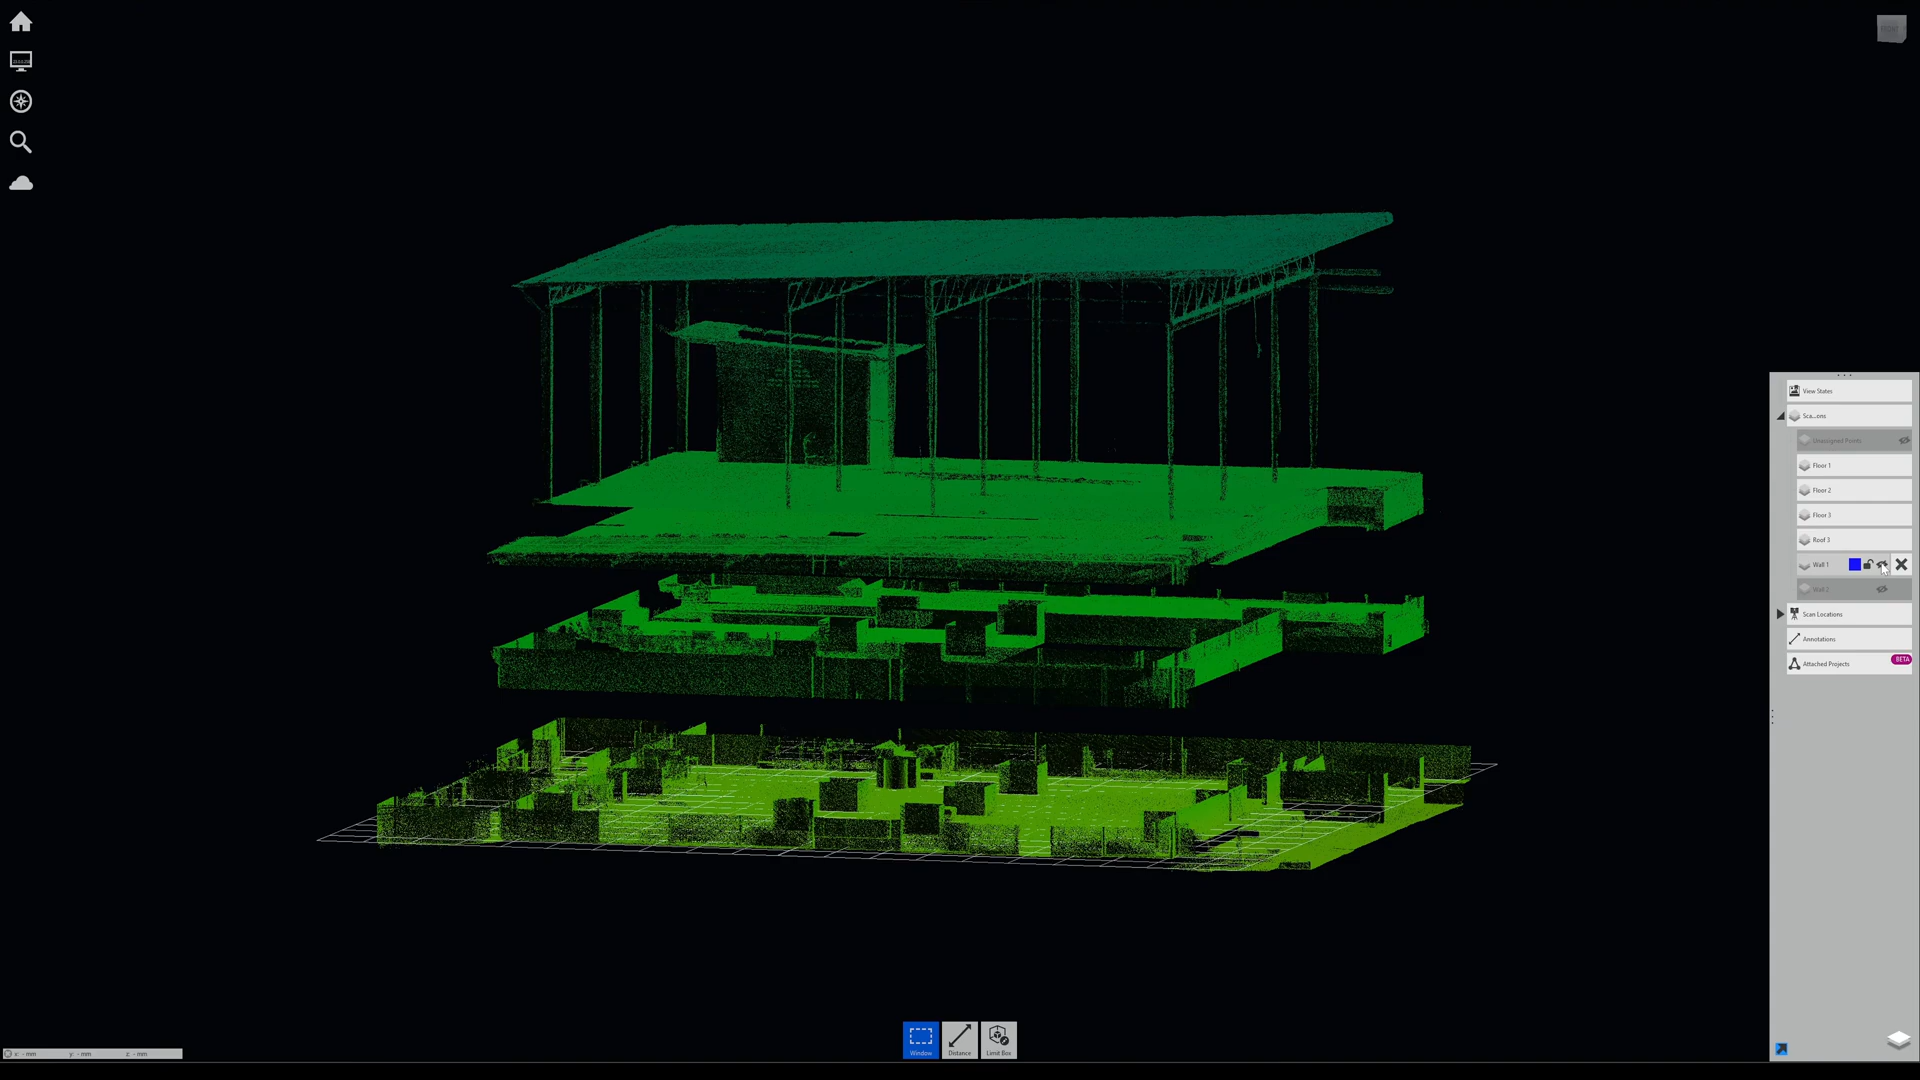 View States
Sca...ons
Unassigned Points
Floor 1
Floor 2
Floor 3
Roof 3
Wall 1
Wall 2
Scan Locations
Annotations
Attached Projects
BETA
Window
Distance
Limit Box
x: - mm y: - mm z: - mm